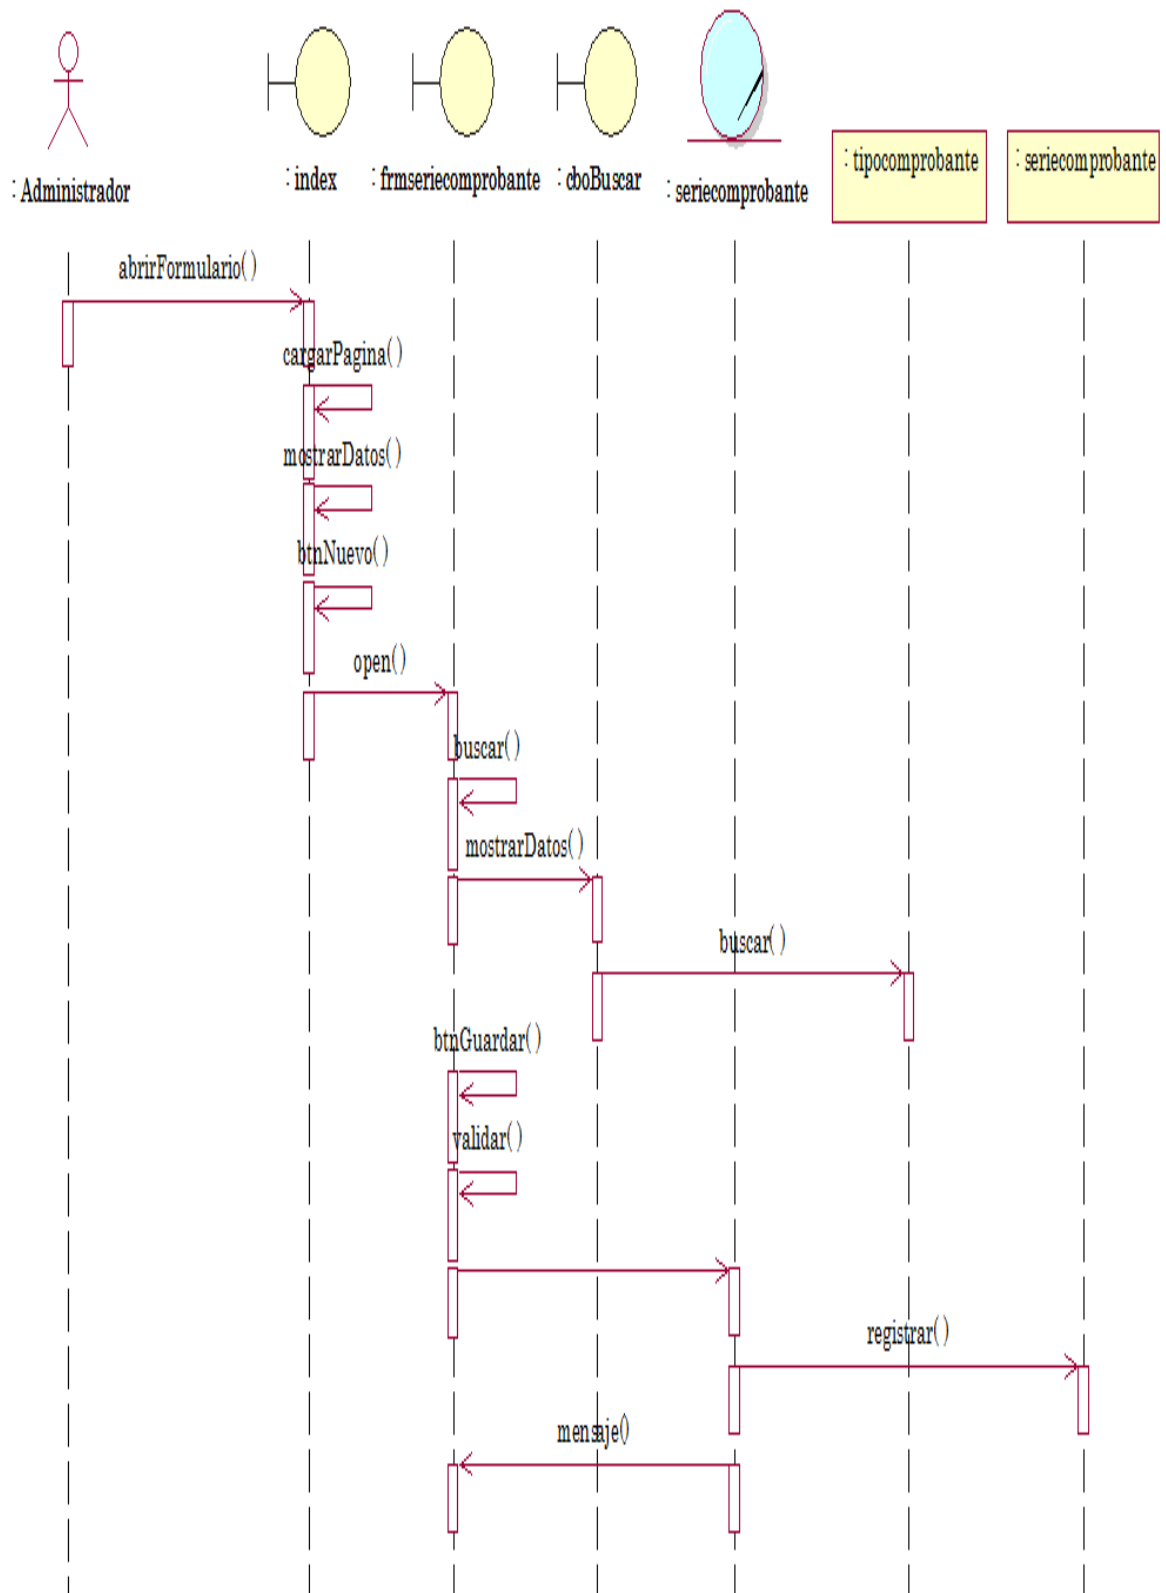 : Administrador
: index
: frmseriecomprobante
: cboBuscar
: seriecomprobante
: tipocomprobante
: seriecomprobante
abrirFormulario( )
cargarPagina( )
mostrarDatos( )
btnNuevo( )
open( )
buscar( )
mostrarDatos( )
buscar( )
btnGuardar( )
validar( )
registrar( )
mensaje()